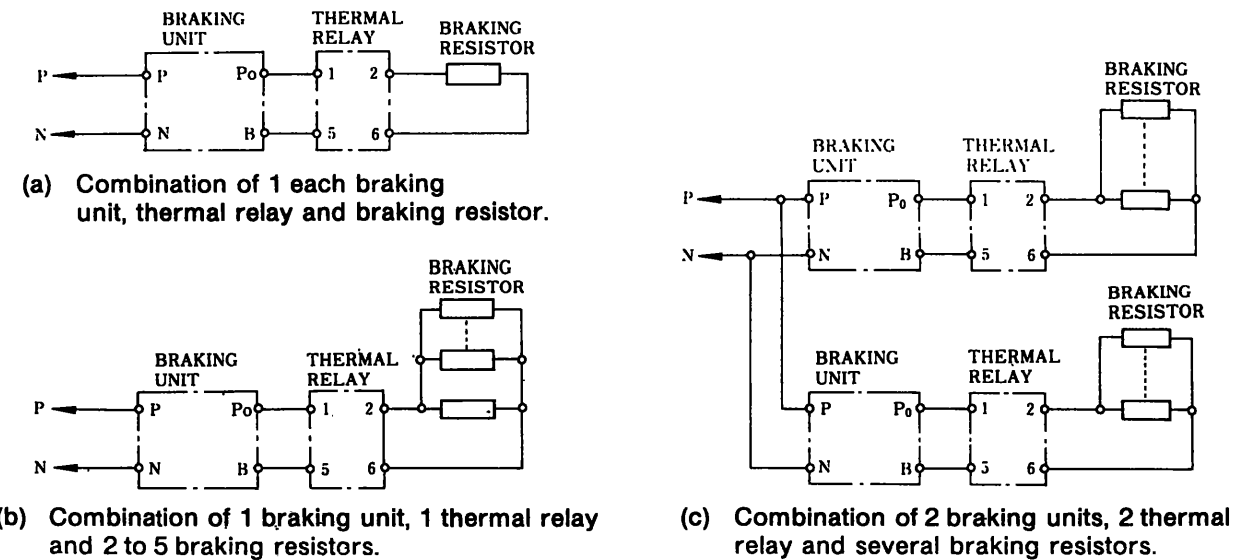 BRAKING
UNIT
THERMAL
RELAY
BRAKING
RESISTOR
P
P
Po
1
2
N
N
B
5
6
(a) Combination of 1 each braking
unit, thermal relay and braking resistor.
BRAKING
RESISTOR
BRAKING
UNIT
THERMAL
RELAY
P
P
Po
1
2
N
N
B
5
6
(b) Combination of 1 braking unit, 1 thermal relay
and 2 to 5 braking resistors.
BRAKING
RESISTOR
BRAKING
UNIT
THERMAL
RELAY
P
P
P₀
1
2
N
N
B
5
6
BRAKING
RESISTOR
BRAKING
UNIT
THERMAL
RELAY
P
P₀
1
2
N
B
6
(c) Combination of 2 braking units, 2 thermal
relay and several braking resistors.